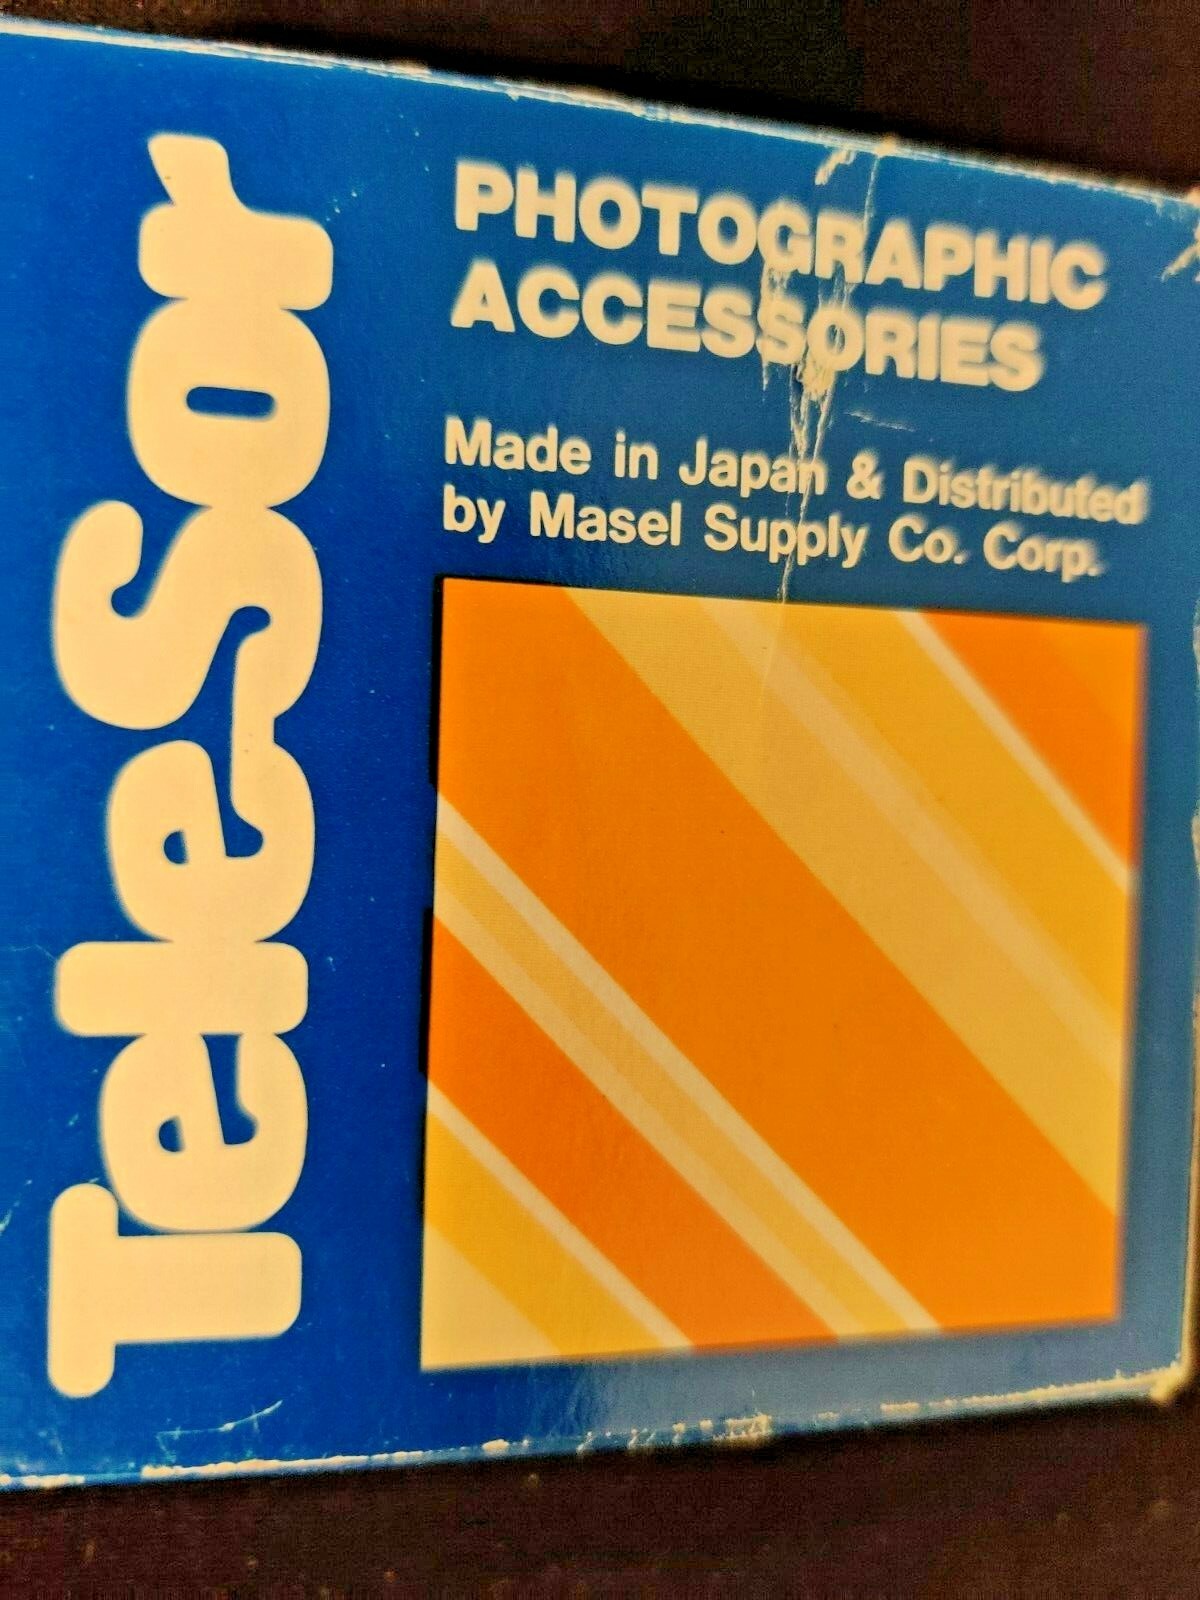 TeleSor
PHOTOGRAPHIC
ACCESSORIES
Made in Japan & Distributed
by Masel Supply Co. Corp.